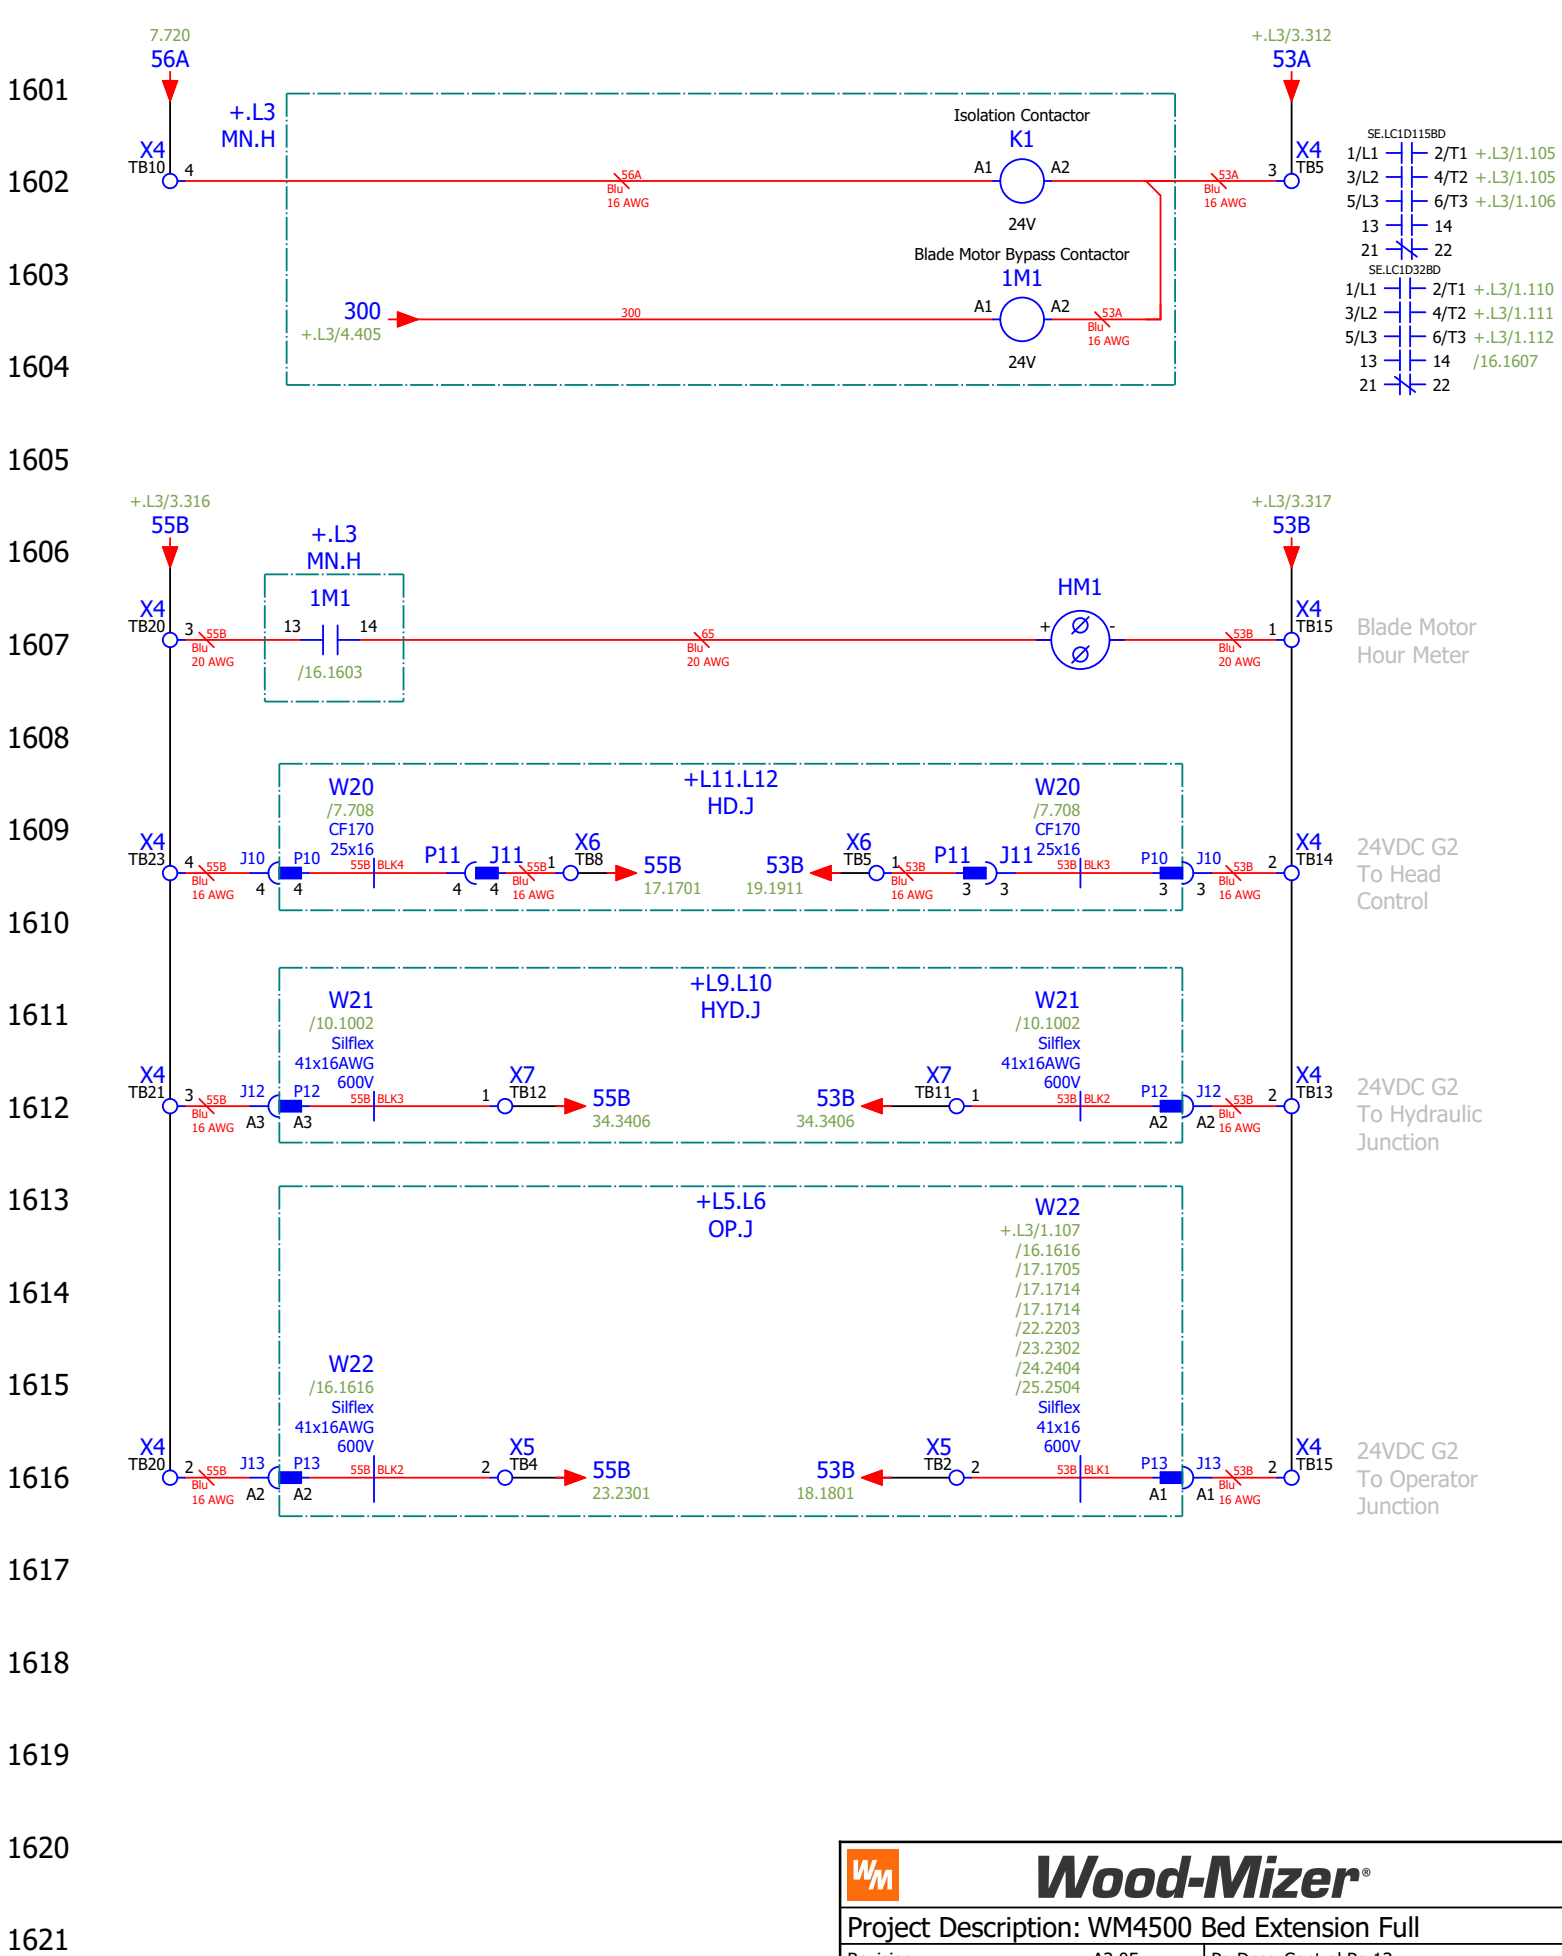 7.720
56A
+.L3/3.312
53A
1601
+.L3
MN.H
Isolation Contactor
K1
SE.LC1D115BD
X4
TB10
4
A1
A2
3
X4
TB5
1/L1 2/T1 +.L3/1.105
3/L2 4/T2 +.L3/1.105
5/L3 6/T3 +.L3/1.106
13 14
21 22
1602
56A
Blu
16 AWG
53A
Blu
16 AWG
24V
Blade Motor Bypass Contactor
1M1
1603
SE.LC1D32BD
1/L1 2/T1 +.L3/1.110
3/L2 4/T2 +.L3/1.111
5/L3 6/T3 +.L3/1.112
13 14 /16.1607
21 22
300
+.L3/4.405
300
A1
A2
53A
Blu
16 AWG
24V
1604
1605
+.L3/3.316
55B
+.L3/3.317
53B
1606
+.L3
MN.H
1M1
HM1
X4
TB20
3
55B
Blu
20 AWG
13
14
/16.1603
65
Blu
20 AWG
+
-
53B
Blu
20 AWG
1
X4
TB15
1607
Blade Motor
Hour Meter
1608
W20
/7.708
CF170
25x16
+L11.L12
HD.J
W20
/7.708
CF170
25x16
1609
X4
TB23
4
55B
Blu
16 AWG
J10
P10
4
4
55B BLK4
P11
J11
4
4
55B
Blu
16 AWG
1
X6
TB8
55B
17.1701
53B
19.1911
X6
TB5
1
53B
Blu
16 AWG
P11
J11
3
3
53B BLK3
P10
J10
3
3
53B
Blu
16 AWG
2
X4
TB14
24VDC G2
To Head
Control
1610
W21
/10.1002
Silflex
41x16AWG
600V
+L9.L10
HYD.J
W21
/10.1002
Silflex
41x16AWG
600V
1611
X4
TB21
3
55B
Blu
16 AWG
J12
P12
A3
A3
55B BLK3
1
X7
TB12
55B
34.3406
53B
34.3406
X7
TB11
1
53B BLK2
P12
J12
A2
A2
53B
Blu
16 AWG
2
X4
TB13
1612
24VDC G2
To Hydraulic
Junction
1613
+L5.L6
OP.J
W22
+.L3/1.107
/16.1616
/17.1705
/17.1714
/17.1714
/22.2203
/23.2302
/24.2404
/25.2504
Silflex
41x16
600V
1614
1615
W22
/16.1616
Silflex
41x16AWG
600V
X4
TB20
2
55B
Blu
16 AWG
J13
P13
A2
A2
55B BLK2
2
X5
TB4
55B
23.2301
53B
18.1801
X5
TB2
2
53B BLK1
P13
J13
A1
A1
53B
Blu
16 AWG
2
X4
TB15
1616
24VDC G2
To Operator
Junction
1617
1618
1619
1620
WM
Wood-Mizer®
Project Description: WM4500 Bed Extension Full
1621